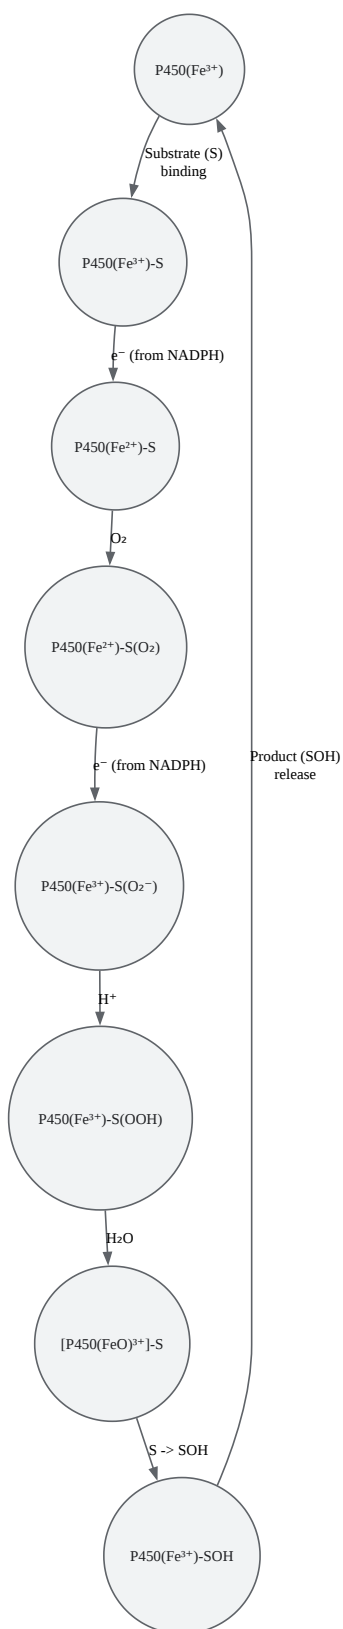 P450(Fe³⁺)
Substrate (S)
binding
P450(Fe³⁺)-S
e⁻ (from NADPH)
P450(Fe²⁺)-S
O₂
P450(Fe²⁺)-S(O₂)
e⁻ (from NADPH)
Product (SOH)
release
P450(Fe³⁺)-S(O₂⁻)
H⁺
P450(Fe³⁺)-S(OOH)
H₂O
[P450(FeO)³⁺]-S
S -> SOH
P450(Fe³⁺)-SOH